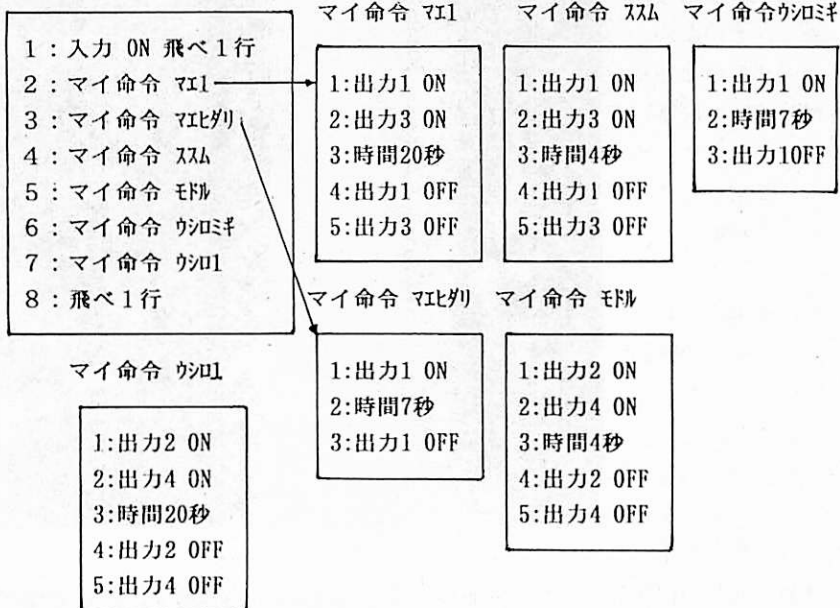 1：入力 ON 飛べ1行
2：マイ命令 ﾏｴ1
3：マイ命令 ﾏｴﾋﾀﾞﾘ
4：マイ命令 ｽｽﾑ
5：マイ命令 ﾓﾄﾞﾙ
6：マイ命令 ｳｼﾛﾐｷﾞ
7：マイ命令 ｳｼﾛ1
8：飛べ1行
マイ命令 ﾏｴ1
1:出力1 ON
2:出力3 ON
3:時間20秒
4:出力1 OFF
5:出力3 OFF
マイ命令 ｽｽﾑ
1:出力1 ON
2:出力3 ON
3:時間4秒
4:出力1 OFF
5:出力3 OFF
マイ命令ｳｼﾛﾐｷﾞ
1:出力1 ON
2:時間7秒
3:出力10FF
マイ命令 ﾏｴﾋﾀﾞﾘ
1:出力1 ON
2:時間7秒
3:出力1 OFF
マイ命令 ﾓﾄﾞﾙ
1:出力2 ON
2:出力4 ON
3:時間4秒
4:出力2 OFF
5:出力4 OFF
マイ命令 ｳｼﾛ1
1:出力2 ON
2:出力4 ON
3:時間20秒
4:出力2 OFF
5:出力4 OFF